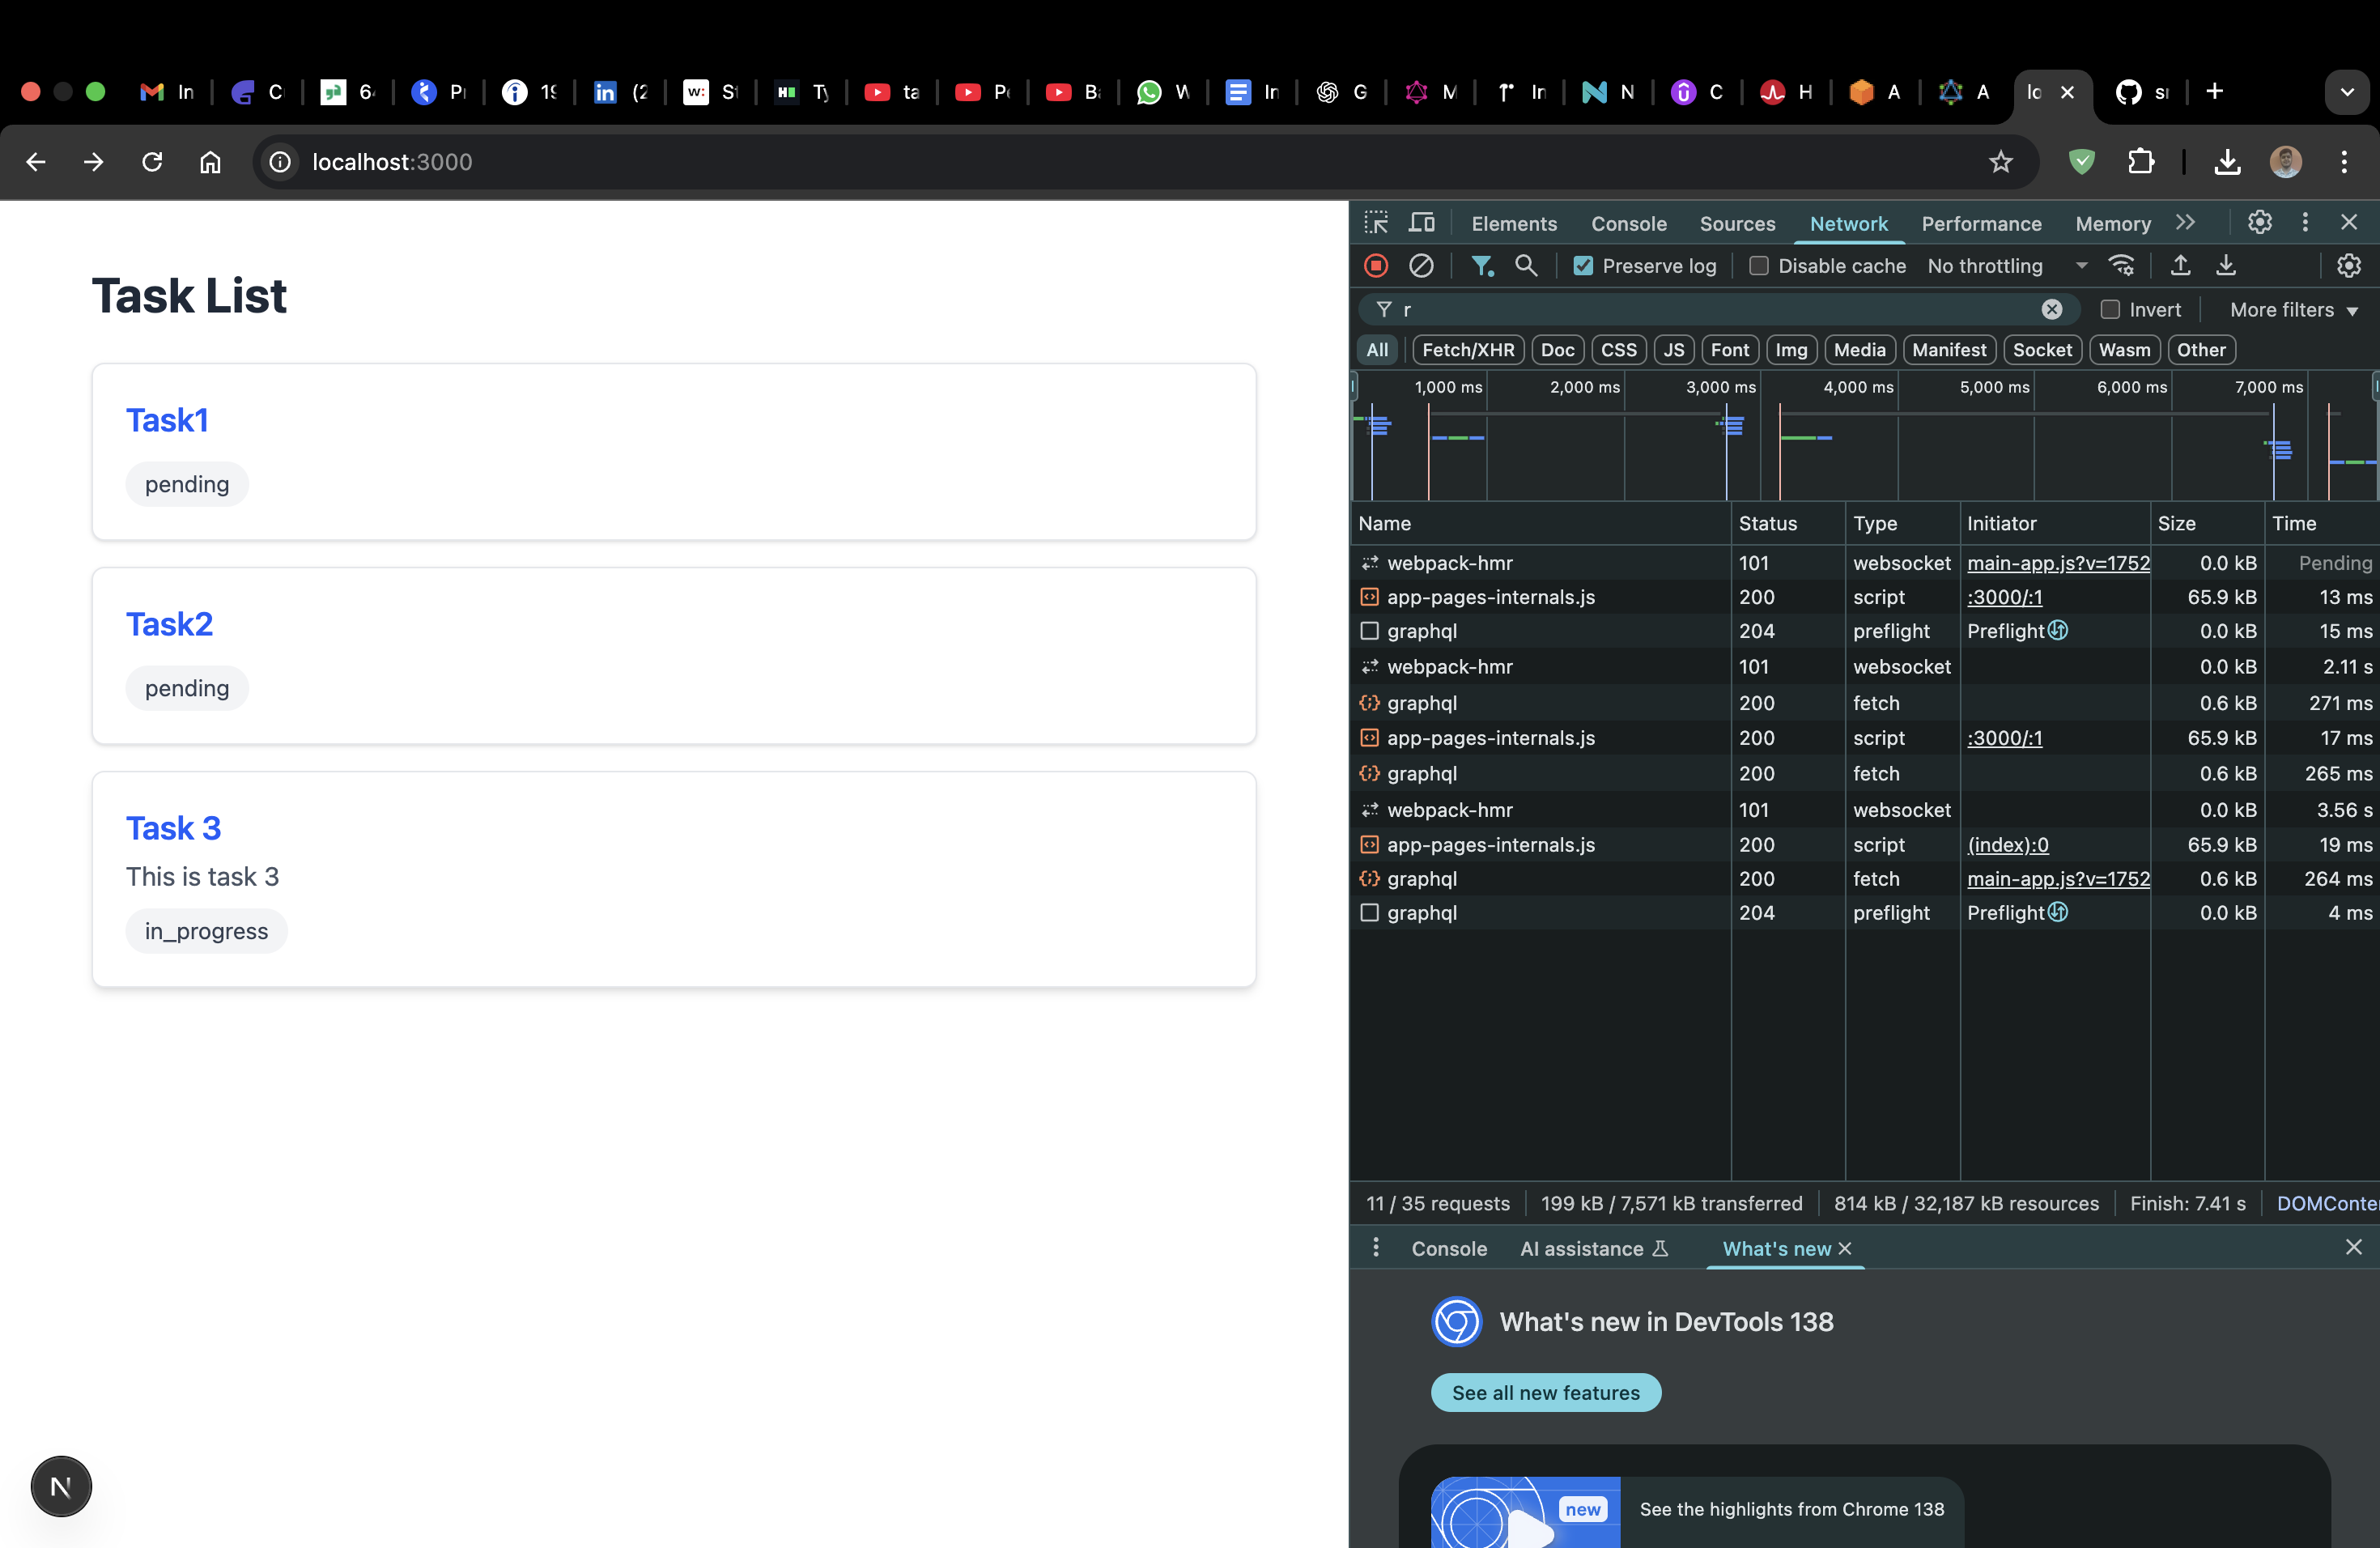 In C 6 P 19 (2 w: S HI Ty ta P B W In G M In N C H A A lo s
localhost:3000
Task List
Task1
pending
Task2
pending
Task 3
This is task 3
in_progress
N
Elements Console Sources Network Performance Memory
Preserve log Disable cache No throttling
r Invert More filters
All Fetch/XHR Doc CSS JS Font Img Media Manifest Socket Wasm Other
1,000 ms 2,000 ms 3,000 ms 4,000 ms 5,000 ms 6,000 ms 7,000 ms
Name Status Type Initiator Size Time
webpack-hmr 101 websocket main-app.js?v=1752 0.0 kB Pending
app-pages-internals.js 200 script :3000/:1 65.9 kB 13 ms
graphql 204 preflight Preflight 0.0 kB 15 ms
webpack-hmr 101 websocket 0.0 kB 2.11 s
graphql 200 fetch 0.6 kB 271 ms
app-pages-internals.js 200 script :3000/:1 65.9 kB 17 ms
graphql 200 fetch 0.6 kB 265 ms
webpack-hmr 101 websocket 0.0 kB 3.56 s
app-pages-internals.js 200 script (index):0 65.9 kB 19 ms
graphql 200 fetch main-app.js?v=1752 0.6 kB 264 ms
graphql 204 preflight Preflight 0.0 kB 4 ms
11 / 35 requests 199 kB / 7,571 kB transferred 814 kB / 32,187 kB resources Finish: 7.41 s DOMConte
Console AI assistance What's new
What's new in DevTools 138
See all new features
new See the highlights from Chrome 138